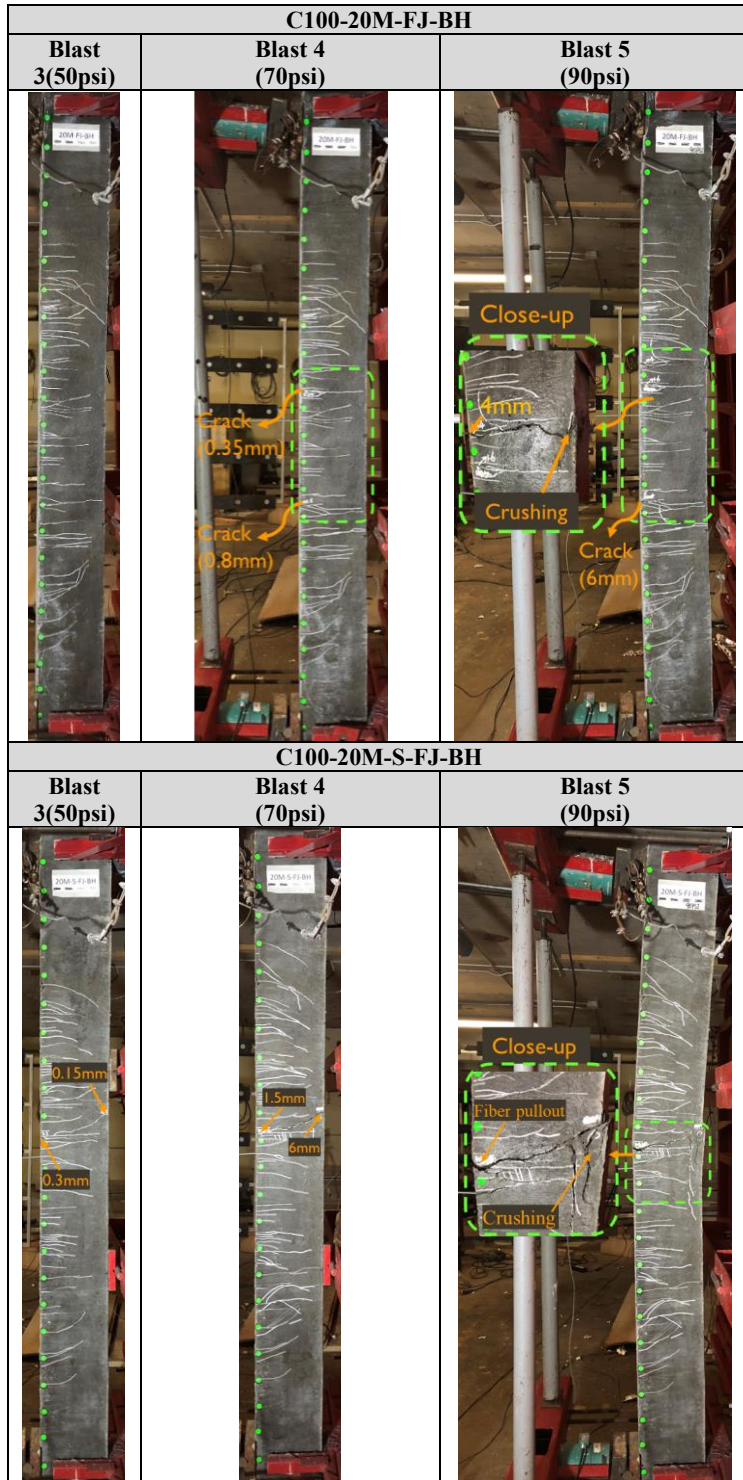 C100-20M-FJ-BH
Blast
3(50psi)
Blast 4
(70psi)
Blast 5
(90psi)
20M-FJ-BH
20M-FJ-BH
20M-FJ-BH
Close-up
4mm
Crack
(0.35mm)
Crushing
Crack
(0.8mm)
Crack
(6mm)
C100-20M-S-FJ-BH
Blast
3(50psi)
Blast 4
(70psi)
Blast 5
(90psi)
20M-S-FJ-BH
20M-S-FJ-BH
20M-S-FJ-BH
Close-up
0.15mm
0.3mm
1.5mm
6mm
Fiber pullout
Crushing